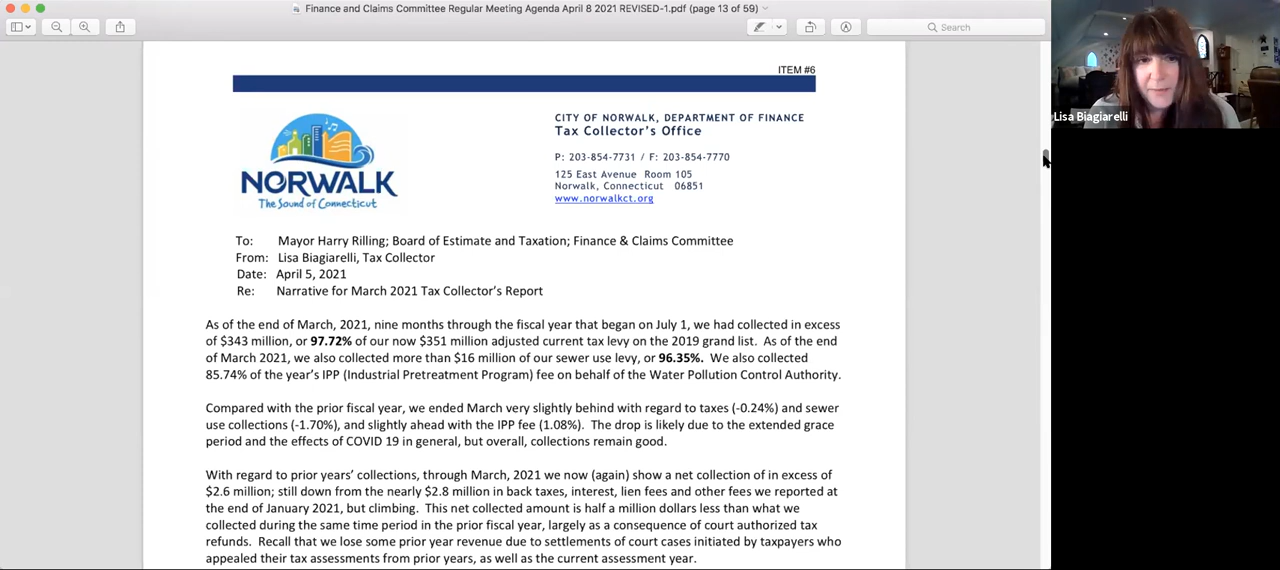 Finance and Claims Committee Regular Meeting Agenda April 8 2021 REVISED-1.pdf (page 13 of 59)
Search
ITEM #6
NORWALK
The Sound of Connecticut
CITY OF NORWALK, DEPARTMENT OF FINANCE
Tax Collector's Office
P: 203-854-7731 / F: 203-854-7770
125 East Avenue Room 105
Norwalk, Connecticut 06851
www.norwalkct.org
To: Mayor Harry Rilling; Board of Estimate and Taxation; Finance & Claims Committee
From: Lisa Biagiarelli, Tax Collector
Date: April 5, 2021
Re: Narrative for March 2021 Tax Collector's Report
As of the end of March, 2021, nine months through the fiscal year that began on July 1, we had collected in excess
of $343 million, or 97.72% of our now $351 million adjusted current tax levy on the 2019 grand list. As of the end
of March 2021, we also collected more than $16 million of our sewer use levy, or 96.35%. We also collected
85.74% of the year's IPP (Industrial Pretreatment Program) fee on behalf of the Water Pollution Control Authority.
Compared with the prior fiscal year, we ended March very slightly behind with regard to taxes (-0.24%) and sewer
use collections (-1.70%), and slightly ahead with the IPP fee (1.08%). The drop is likely due to the extended grace
period and the effects of COVID 19 in general, but overall, collections remain good.
With regard to prior years' collections, through March, 2021 we now (again) show a net collection of in excess of
$2.6 million; still down from the nearly $2.8 million in back taxes, interest, lien fees and other fees we reported at
the end of January 2021, but climbing. This net collected amount is half a million dollars less than what we
collected during the same time period in the prior fiscal year, largely as a consequence of court authorized tax
refunds. Recall that we lose some prior year revenue due to settlements of court cases initiated by taxpayers who
appealed their tax assessments from prior years, as well as the current assessment year.
Lisa Biagiarelli